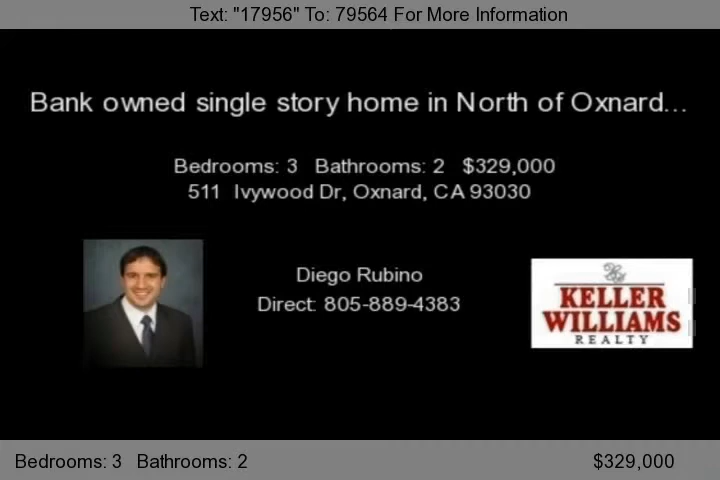 Text: "17956" To: 79564 For More Information
Bank owned single story home in North of Oxnard...
Bedrooms: 3 Bathrooms: 2 $329,000
511 Ivywood Dr, Oxnard, CA 93030
Diego Rubino
Direct: 805-889-4383
KELLER
WILLIAMS
REALTY
Bedrooms: 3 Bathrooms: 2 $329,000